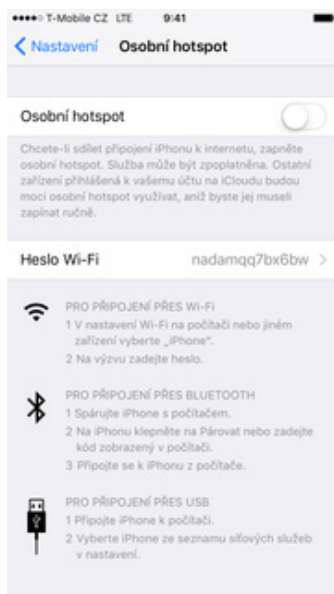 T-Mobile CZ LTE 9:41
Nastavení Osobní hotspot
Osobní hotspot
Chcete-li sdílet připojení iPhonu k internetu, zapněte
osobní hotspot. Služba může být zpoplatněna. Ostatní
zařízení přihlášená k vašemu účtu na iCloudu budou
moci osobní hotspot využívat, aniž byste jej museli
zapínat ručně.
Heslo Wi-Fi nadamqq7bx6bw
PRO PŘIPOJENÍ PŘES Wi-Fi
1 V nastavení Wi-Fi na počítači nebo jiném
zařízení vyberte „iPhone“.
2 Na výzvu zadejte heslo.
PRO PŘIPOJENÍ PŘES BLUETOOTH
1 Spárujte iPhone s počítačem.
2 Na iPhonu klepněte na Párovat nebo zadejte
kód zobrazený v počítači.
3 Připojte se k iPhonu z počítače.
PRO PŘIPOJENÍ PŘES USB
1 Připojte iPhone k počítači.
2 Vyberte iPhone ze seznamu síťových služeb
v nastavení.